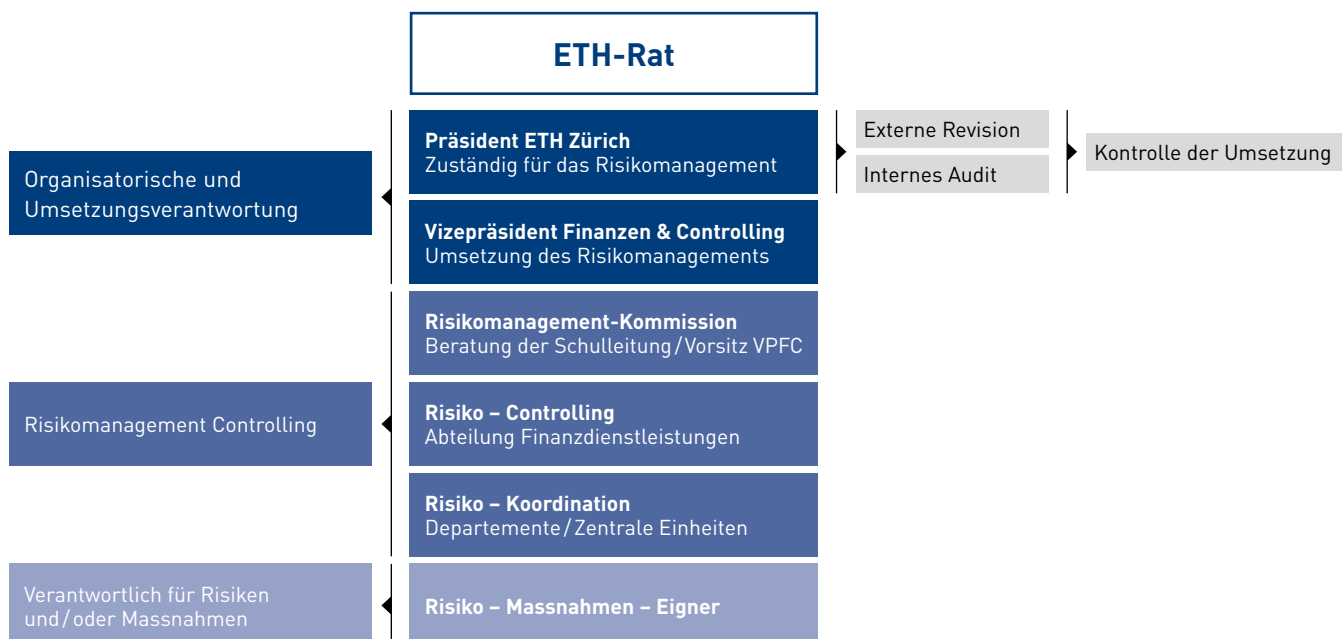 ETH-Rat
Organisatorische und
Umsetzungsverantwortung
Präsident ETH Zürich
Zuständig für das Risikomanagement
Vizepräsident Finanzen & Controlling
Umsetzung des Risikomanagements
Externe Revision
Internes Audit
Kontrolle der Umsetzung
Risikomanagement Controlling
Risikomanagement-Kommission
Beratung der Schulleitung/Vorsitz VPFC
Risiko – Controlling
Abteilung Finanzdienstleistungen
Risiko – Koordination
Departemente/Zentrale Einheiten
Verantwortlich für Risiken
und/oder Massnahmen
Risiko – Massnahmen – Eigner